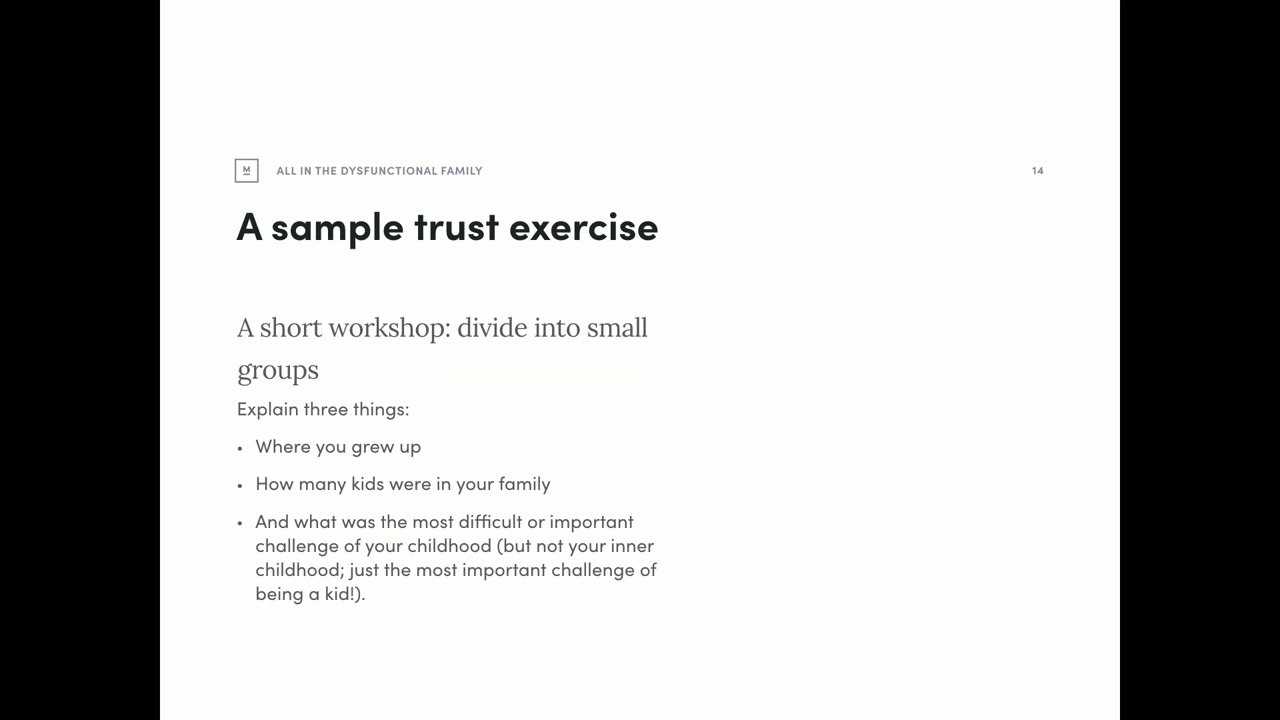 M
ALL IN THE DYSFUNCTIONAL FAMILY
14
A sample trust exercise
A short workshop: divide into small
groups
Explain three things:
• Where you grew up
• How many kids were in your family
• And what was the most difficult or important
challenge of your childhood (but not your inner
childhood; just the most important challenge of
being a kid!).